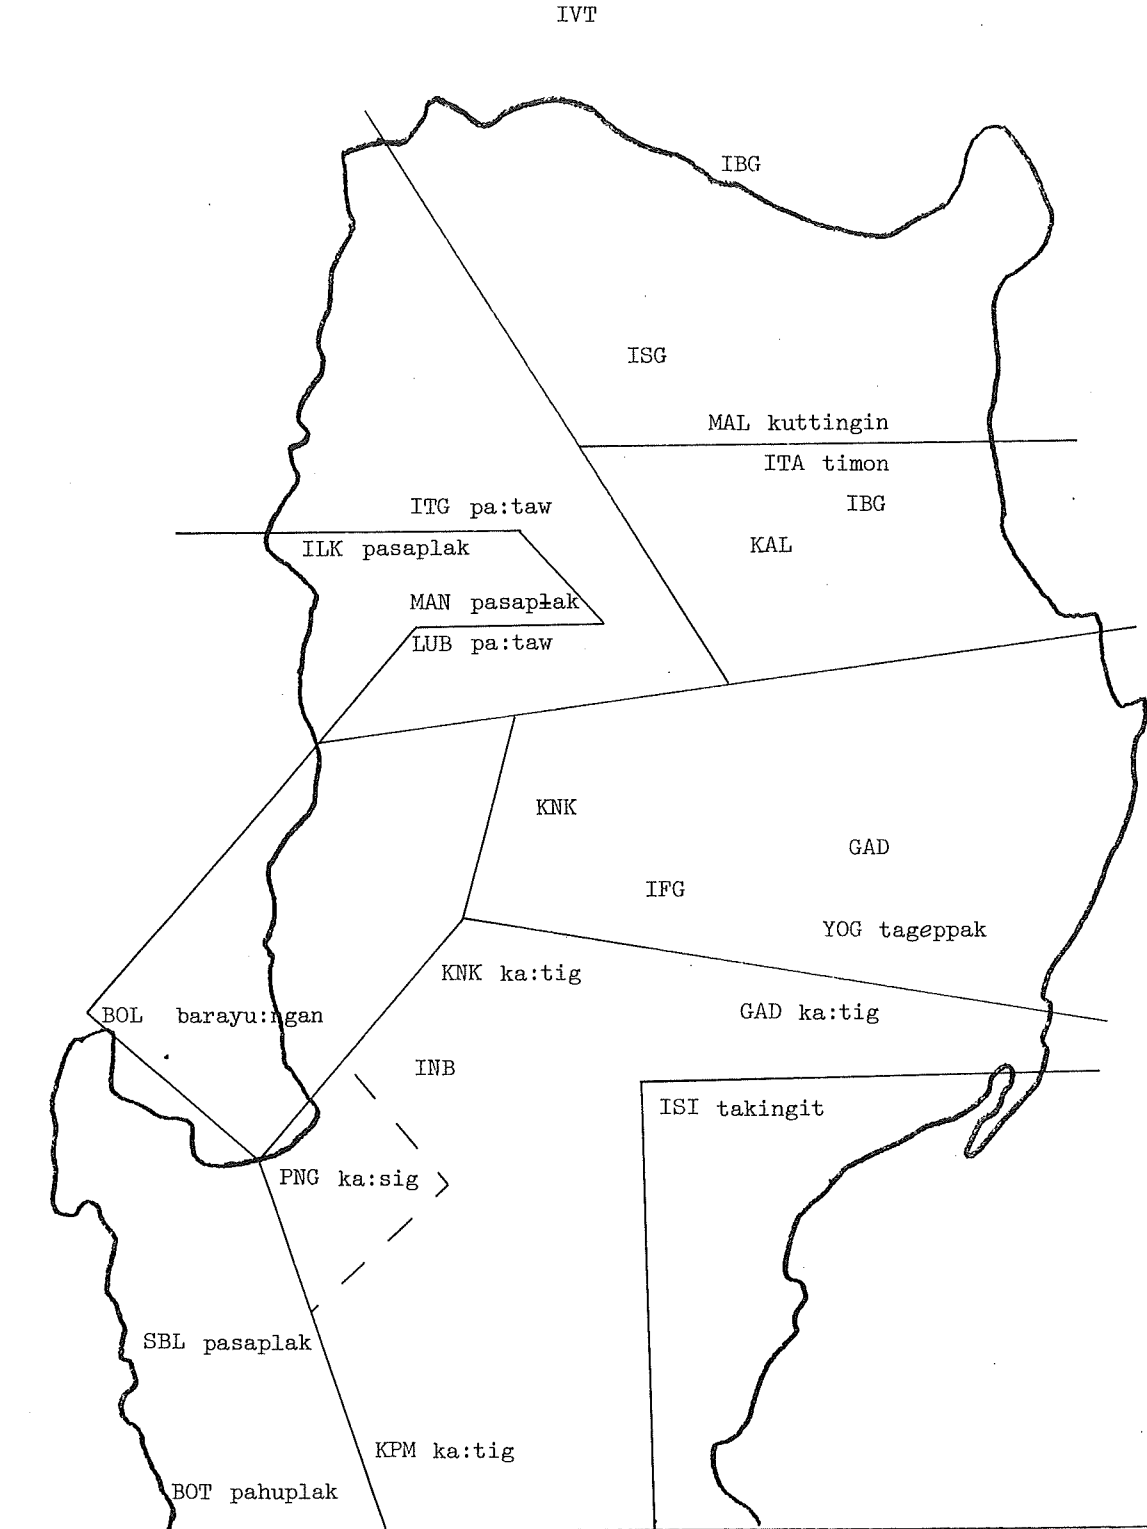 IVT
IBG
ISG
MAL kuttingin
ITA timon
IBG
ITG pa:taw
KAL
ILK pasaplak
MAN pasapłak
LUB pa:taw
KNK
GAD
IFG
YOG tageppak
KNK ka:tig
BOL barayu:ngan
GAD ka:tig
INB
ISI takingit
PNG ka:sig
SBL pasaplak
KPM ka:tig
BOT pahuplak